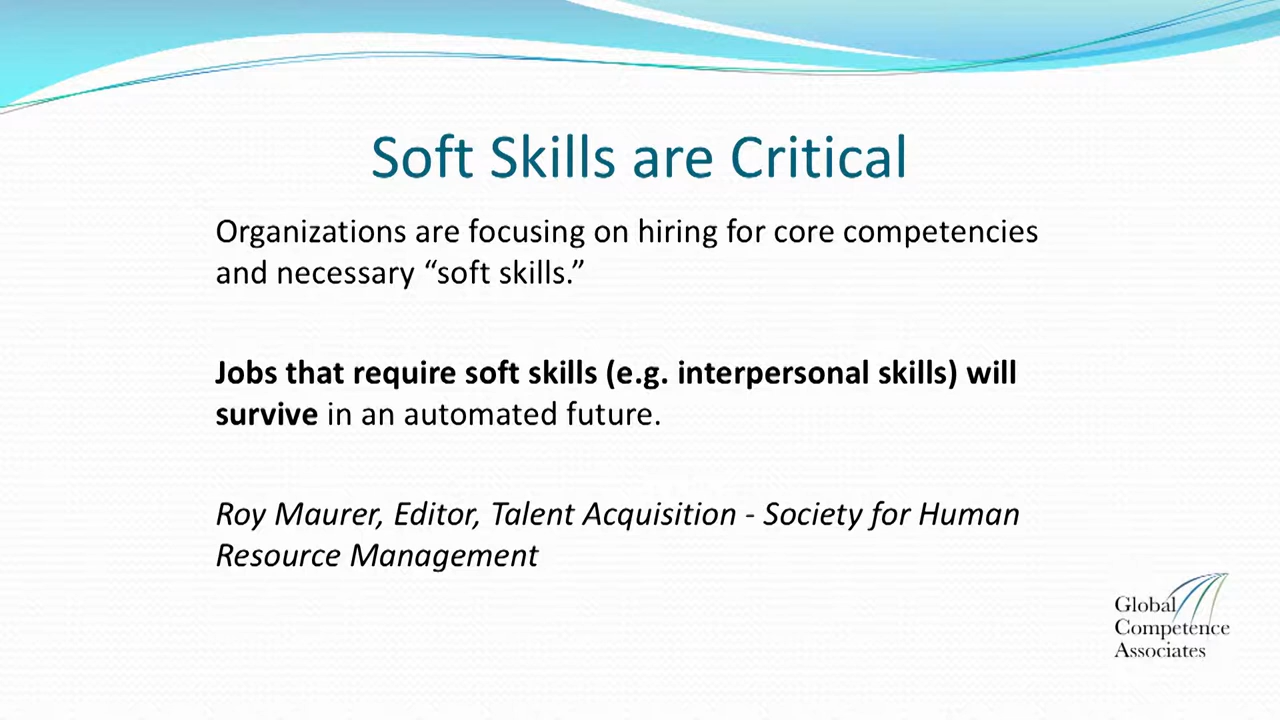 Soft Skills are Critical
Organizations are focusing on hiring for core competencies
and necessary “soft skills.”
Jobs that require soft skills (e.g. interpersonal skills) will
survive in an automated future.
Roy Maurer, Editor, Talent Acquisition - Society for Human
Resource Management
Global
Competence
Associates